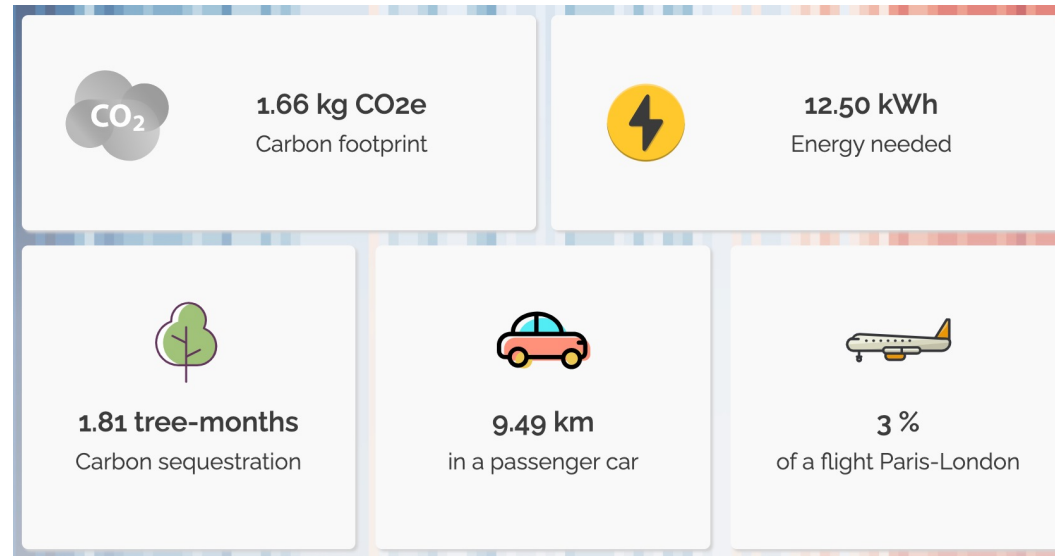 CO₂
1.66 kg CO2e
Carbon footprint
12.50 kWh
Energy needed
1.81 tree-months
Carbon sequestration
9.49 km
in a passenger car
3 %
of a flight Paris-London